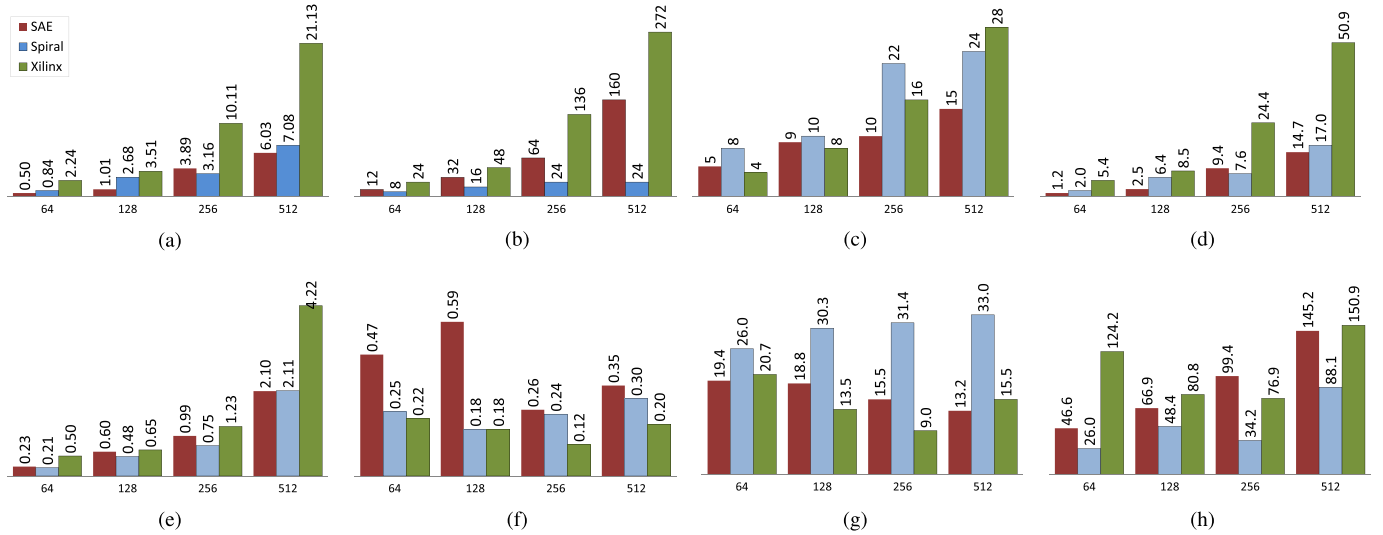 SAE
Spiral
Xilinx
0.50 0.84 2.24 1.01 2.68 3.51 3.89 3.16 10.11 6.03 7.08 21.13
64 128 256 512
(a)
12 8 24 32 16 48 64 24 136 160 24 272
64 128 256 512
(b)
5 8 4 9 10 8 10 22 16 15 24 28
64 128 256 512
(c)
1.2 2.0 5.4 2.5 6.4 8.5 9.4 7.6 24.4 14.7 17.0 50.9
64 128 256 512
(d)
0.23 0.21 0.50 0.60 0.48 0.65 0.99 0.75 1.23 2.10 2.11 4.22
64 128 256 512
(e)
0.47 0.25 0.22 0.59 0.18 0.18 0.26 0.24 0.12 0.35 0.30 0.20
64 128 256 512
(f)
19.4 26.0 20.7 18.8 30.3 13.5 15.5 31.4 9.0 13.2 33.0 15.5
64 128 256 512
(g)
46.6 26.0 124.2 66.9 48.4 80.8 99.4 34.2 76.9 145.2 88.1 150.9
64 128 256 512
(h)